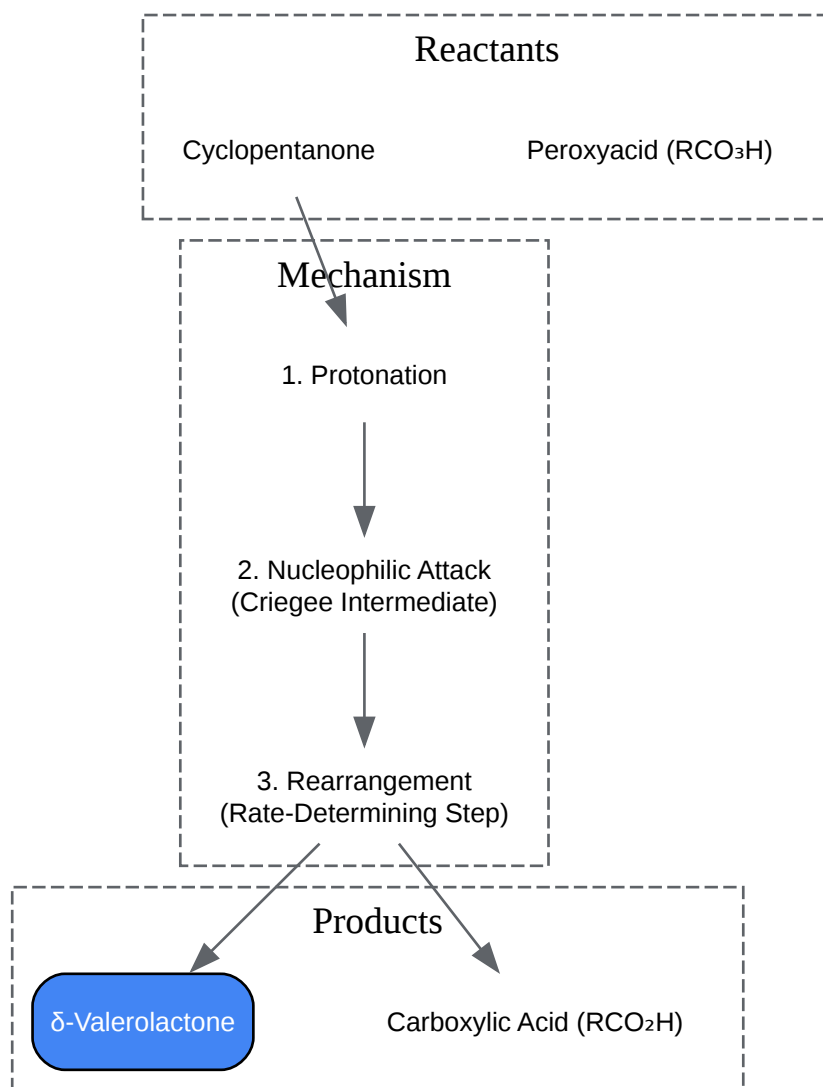 Reactants
Cyclopentanone
Peroxyacid (RCO₃H)
Mechanism
1. Protonation
2. Nucleophilic Attack
(Criegee Intermediate)
3. Rearrangement
(Rate-Determining Step)
Products
δ-Valerolactone
Carboxylic Acid (RCO₂H)